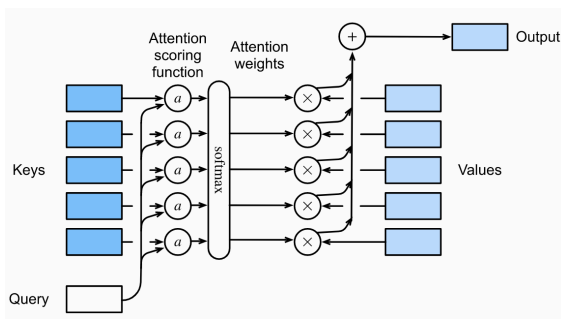 Attention
scoring
function
Attention
weights
+
Output
Keys
a
a
a
a
a
softmax
×
×
×
×
×
Values
Query